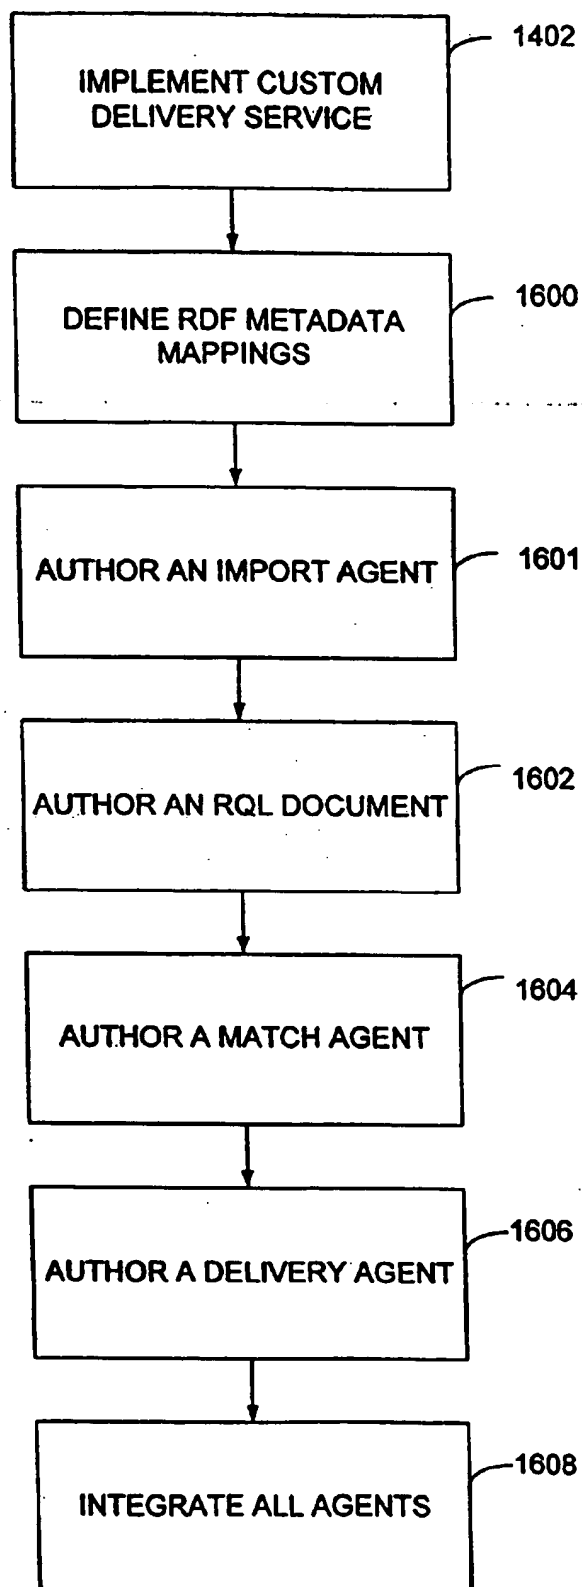 1402
IMPLEMENT CUSTOM
DELIVERY SERVICE
1600
DEFINE RDF METADATA
MAPPINGS
1601
AUTHOR AN IMPORT AGENT
1602
AUTHOR AN RQL DOCUMENT
1604
AUTHOR A MATCH AGENT
1606
AUTHOR A DELIVERY AGENT
1608
INTEGRATE ALL AGENTS